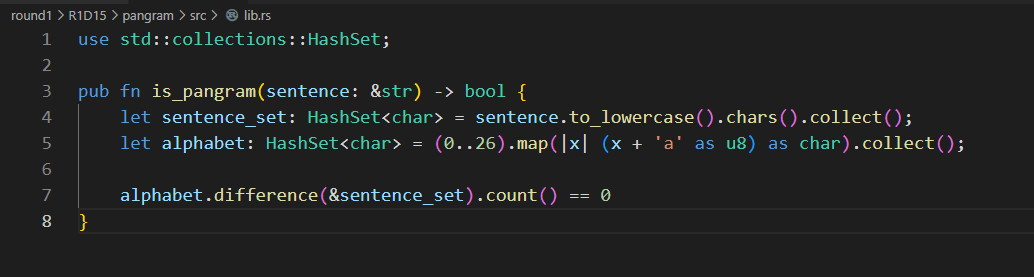 round1 > R1D15 > pangram > src > lib.rs
1 use std::collections::HashSet;
2
3 pub fn is_pangram(sentence: &str) -> bool {
4     let sentence_set: HashSet<char> = sentence.to_lowercase().chars().collect();
5     let alphabet: HashSet<char> = (0..26).map(|x| (x + 'a' as u8) as char).collect();
6
7     alphabet.difference(&sentence_set).count() == 0
8 }